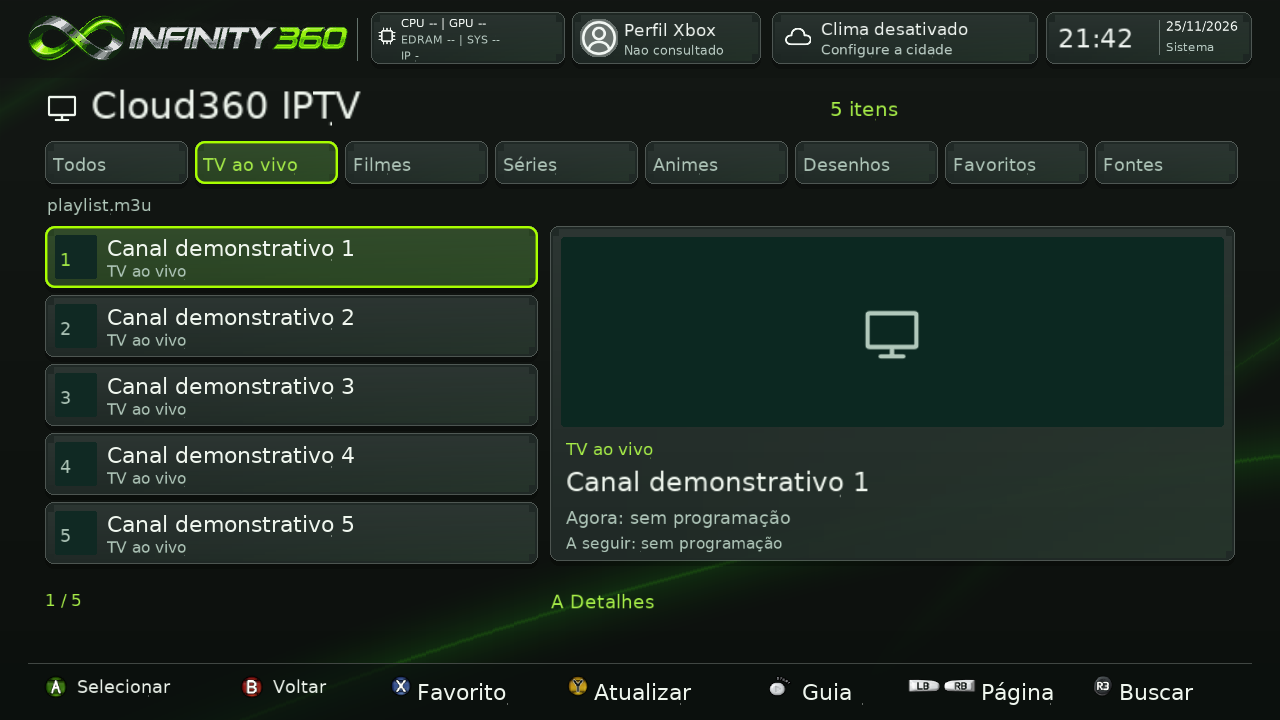 INFINITY 360
CPU -- | GPU --
EDRAM -- | SYS --
IP -
Perfil Xbox
Nao consultado
Clima desativado
Configure a cidade
21:42
25/11/2026
Sistema
Cloud360 IPTV
5 itens
Todos
TV ao vivo
Filmes
Séries
Animes
Desenhos
Favoritos
Fontes
playlist.m3u
1
Canal demonstrativo 1
TV ao vivo
2
Canal demonstrativo 2
TV ao vivo
3
Canal demonstrativo 3
TV ao vivo
4
Canal demonstrativo 4
TV ao vivo
5
Canal demonstrativo 5
TV ao vivo
TV ao vivo
Canal demonstrativo 1
Agora: sem programação
A seguir: sem programação
1 / 5
A Detalhes
A Selecionar
B Voltar
X Favorito
Y Atualizar
Guia
LB RB Página
R3 Buscar